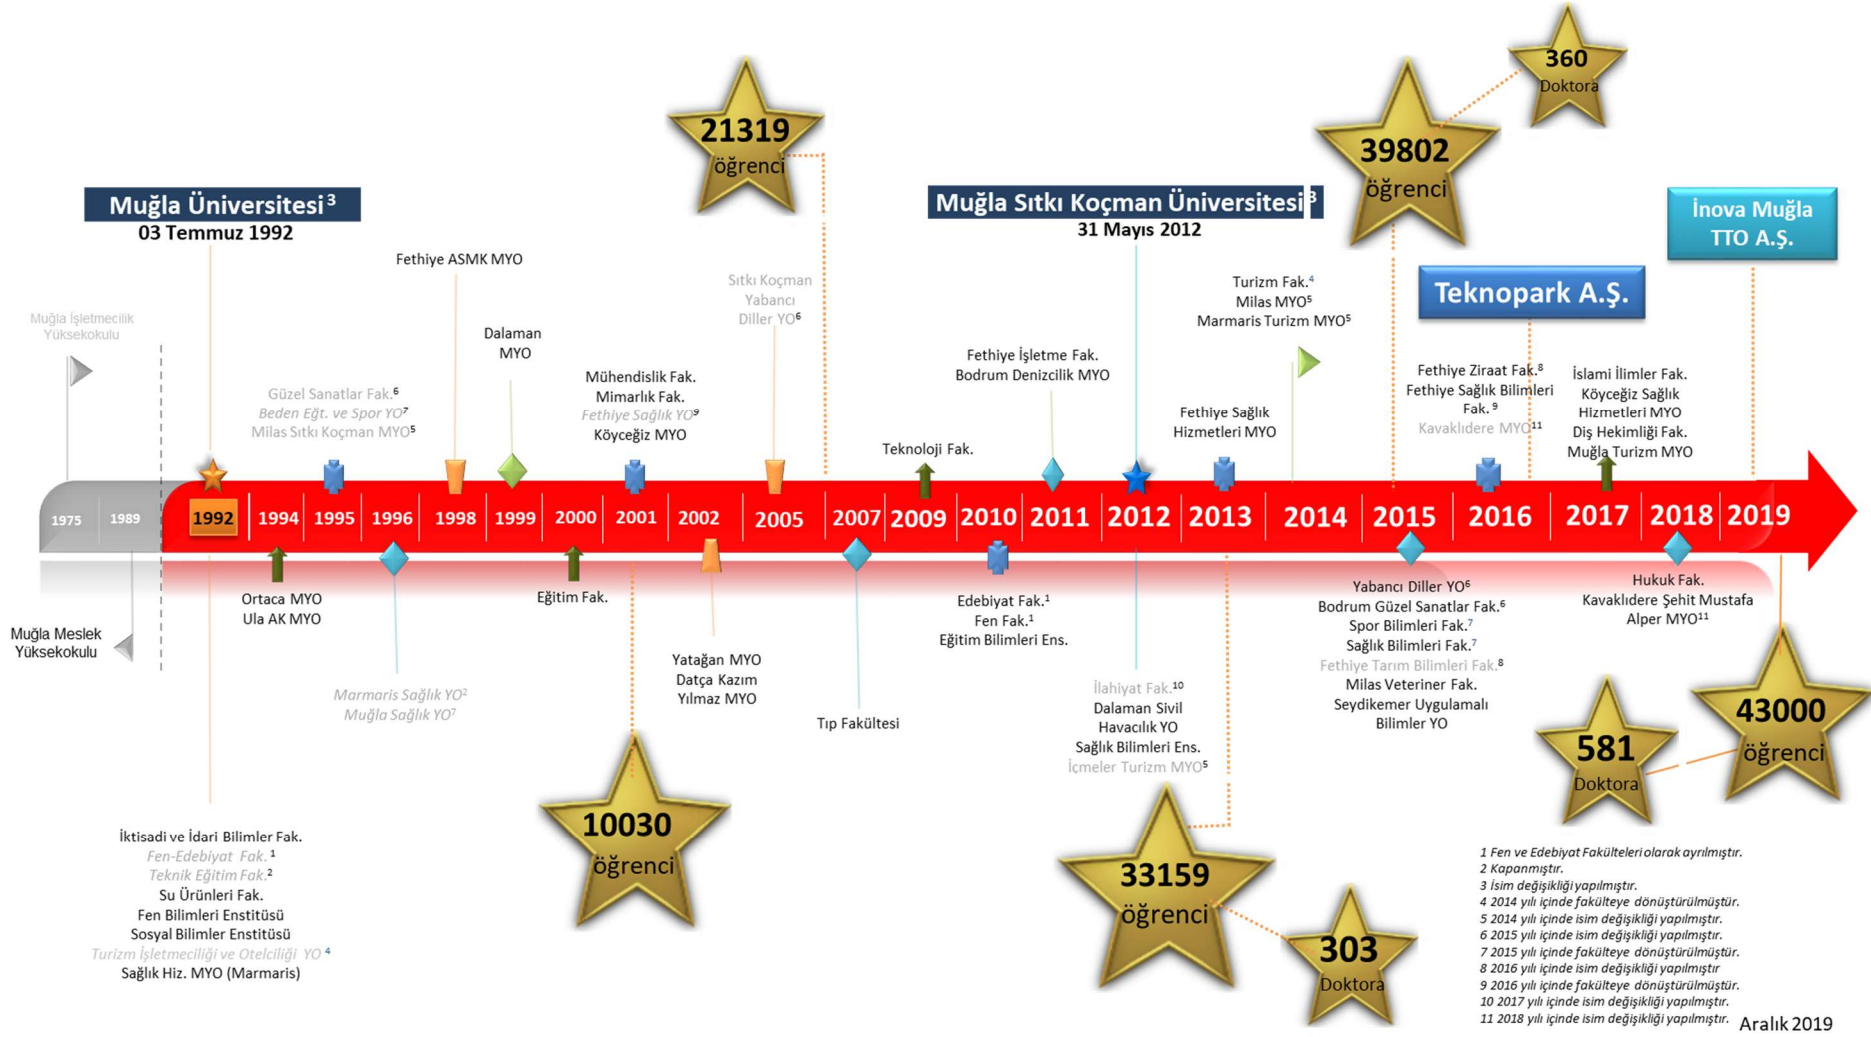 360
Doktora
21319
öğrenci
39802
öğrenci
Muğla Üniversitesi³
03 Temmuz 1992
Muğla Sıtkı Koçman Üniversitesi³
31 Mayıs 2012
İnova Muğla
TTO A.Ş.
Teknopark A.Ş.
Muğla İşletmecilik
Yüksekokulu
Güzel Sanatlar Fak.⁶
Beden Eğt. ve Spor YO⁷
Milas Sıtkı Koçman MYO⁵
Fethiye ASMK MYO
Dalaman
MYO
Mühendislik Fak.
Mimarlık Fak.
Fethiye Sağlık YO⁹
Köyceğiz MYO
Sıtkı Koçman
Yabancı
Diller YO⁶
Teknoloji Fak.
Fethiye İşletme Fak.
Bodrum Denizcilik MYO
Fethiye Sağlık
Hizmetleri MYO
Turizm Fak.⁴
Milas MYO⁵
Marmaris Turizm MYO⁵
Fethiye Ziraat Fak.⁸
Fethiye Sağlık Bilimleri
Fak. ⁹
Kavaklıdere MYO¹¹
İslami İlimler Fak.
Köyceğiz Sağlık
Hizmetleri MYO
Diş Hekimliği Fak.
Muğla Turizm MYO
1975 1989 1992 1994 1995 1996 1998 1999 2000 2001 2002 2005 2007 2009 2010 2011 2012 2013 2014 2015 2016 2017 2018 2019
Muğla Meslek
Yüksekokulu
Ortaca MYO
Ula AK MYO
Marmaris Sağlık YO²
Muğla Sağlık YO⁷
Eğitim Fak.
Yatağan MYO
Datça Kazım
Yılmaz MYO
Tıp Fakültesi
Edebiyat Fak.¹
Fen Fak.¹
Eğitim Bilimleri Ens.
İlahiyat Fak.¹⁰
Dalaman Sivil
Havacılık YO
Sağlık Bilimleri Ens.
İçmeler Turizm MYO⁵
Yabancı Diller YO⁶
Bodrum Güzel Sanatlar Fak.⁶
Spor Bilimleri Fak.⁷
Sağlık Bilimleri Fak.⁷
Fethiye Tarım Bilimleri Fak.⁸
Milas Veteriner Fak.
Seydikemer Uygulamalı
Bilimler YO
Hukuk Fak.
Kavaklıdere Şehit Mustafa
Alper MYO¹¹
İktisadi ve İdari Bilimler Fak.
Fen-Edebiyat Fak.¹
Teknik Eğitim Fak.²
Su Ürünleri Fak.
Fen Bilimleri Enstitüsü
Sosyal Bilimler Enstitüsü
Turizm İşletmeciliği ve Otelciliği YO ⁴
Sağlık Hiz. MYO (Marmaris)
10030
öğrenci
33159
öğrenci
303
Doktora
581
Doktora
43000
öğrenci
1 Fen ve Edebiyat Fakülteleri olarak ayrılmıştır.
2 Kapanmıştır.
3 İsim değişikliği yapılmıştır.
4 2014 yılı içinde fakülteye dönüştürülmüştür.
5 2014 yılı içinde isim değişikliği yapılmıştır.
6 2015 yılı içinde isim değişikliği yapılmıştır.
7 2015 yılı içinde fakülteye dönüştürülmüştür.
8 2016 yılı içinde isim değişikliği yapılmıştır
9 2016 yılı içinde fakülteye dönüştürülmüştür.
10 2017 yılı içinde isim değişikliği yapılmıştır.
11 2018 yılı içinde isim değişikliği yapılmıştır.
Aralık 2019